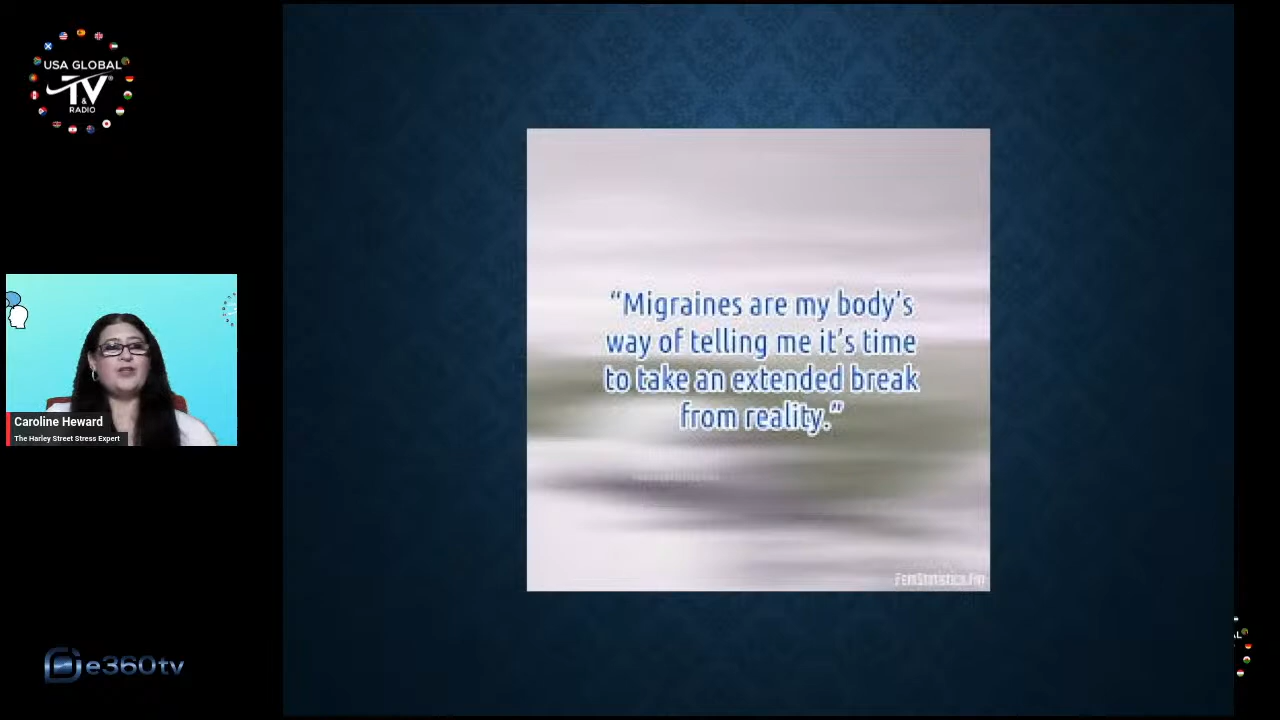 USA GLOBAL
TV
&
RADIO
“Migraines are my body’s
way of telling me it’s time
to take an extended break
from reality.”
Caroline Heward
The Harley Street Stress Expert
e360tv